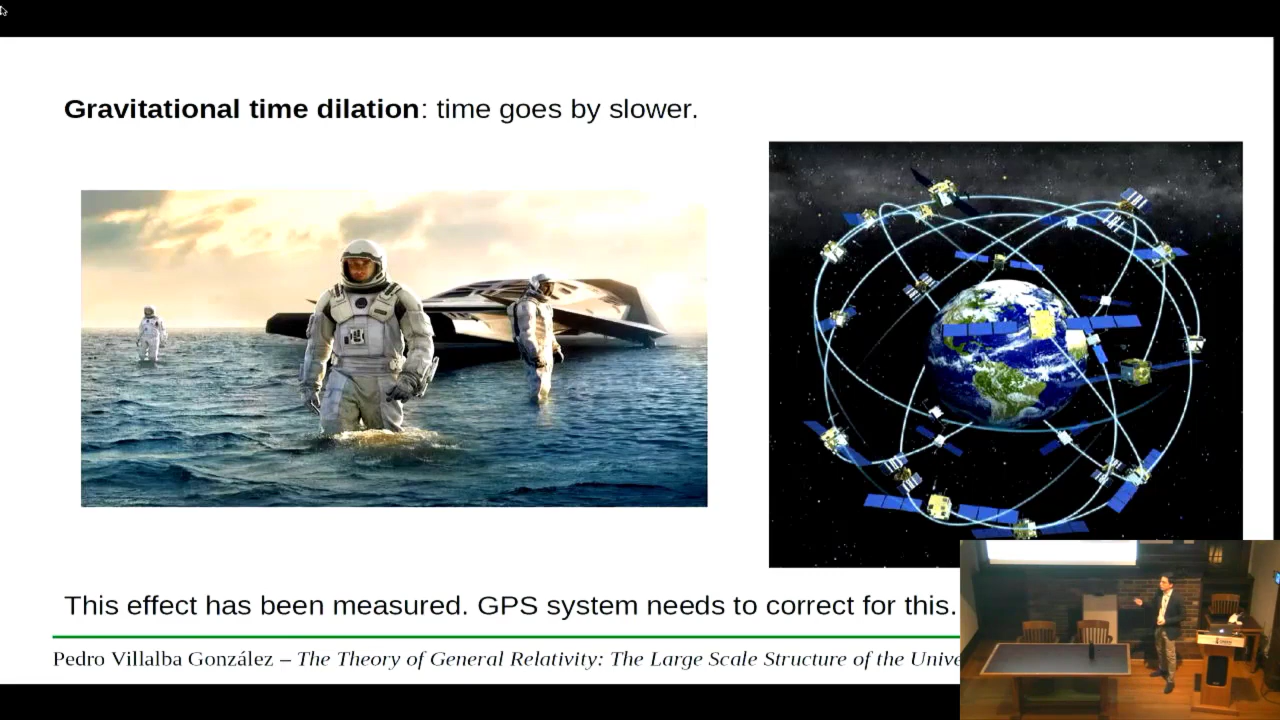 Gravitational time dilation: time goes by slower.
This effect has been measured. GPS system needs to correct for this.
Pedro Villalba González – The Theory of General Relativity: The Large Scale Structure of the